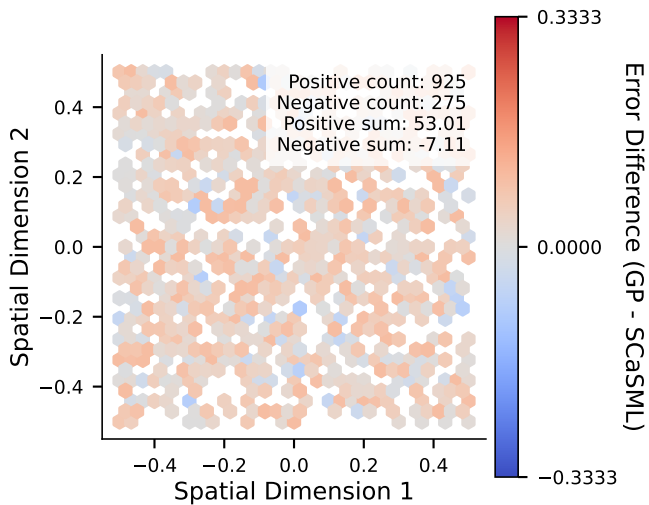 0.3333
Positive count: 925
Negative count: 275
Positive sum: 53.01
Negative sum: -7.11
0.4
0.2
0.0
−0.2
−0.4
Spatial Dimension 2
−0.4
−0.2
0.0
0.2
0.4
Spatial Dimension 1
0.0000
−0.3333
Error Difference (GP - SCaSML)